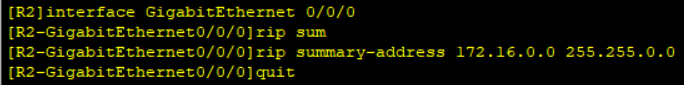 [R2]interface GigabitEthernet 0/0/0
[R2-GigabitEthernet0/0/0]rip sum
[R2-GigabitEthernet0/0/0]rip summary-address 172.16.0.0 255.255.0.0
[R2-GigabitEthernet0/0/0]quit